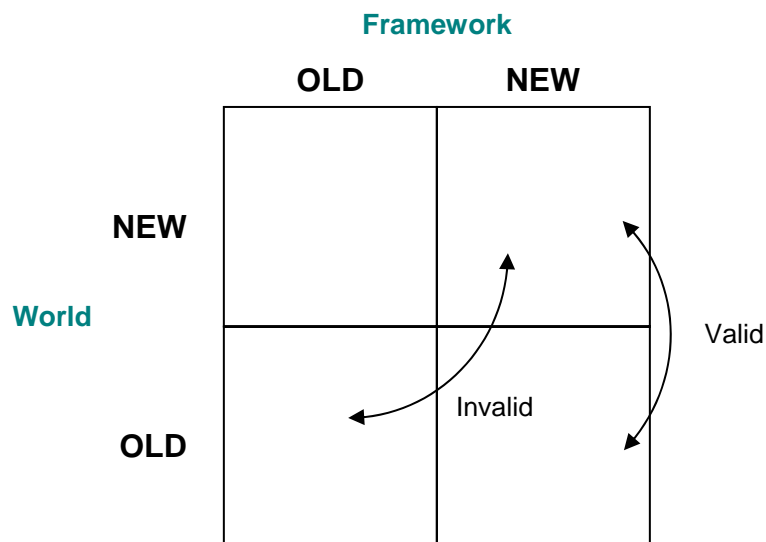 Framework
OLD NEW
NEW
World
Valid
Invalid
OLD